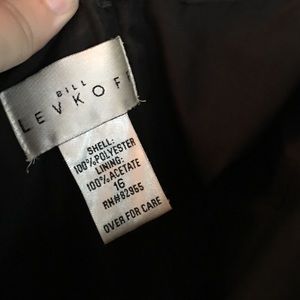 BILL
LEVKOFF
SHELL:
100%POLYESTER
LINING:
100%ACETATE
16
RN#82955
OVER FOR CARE